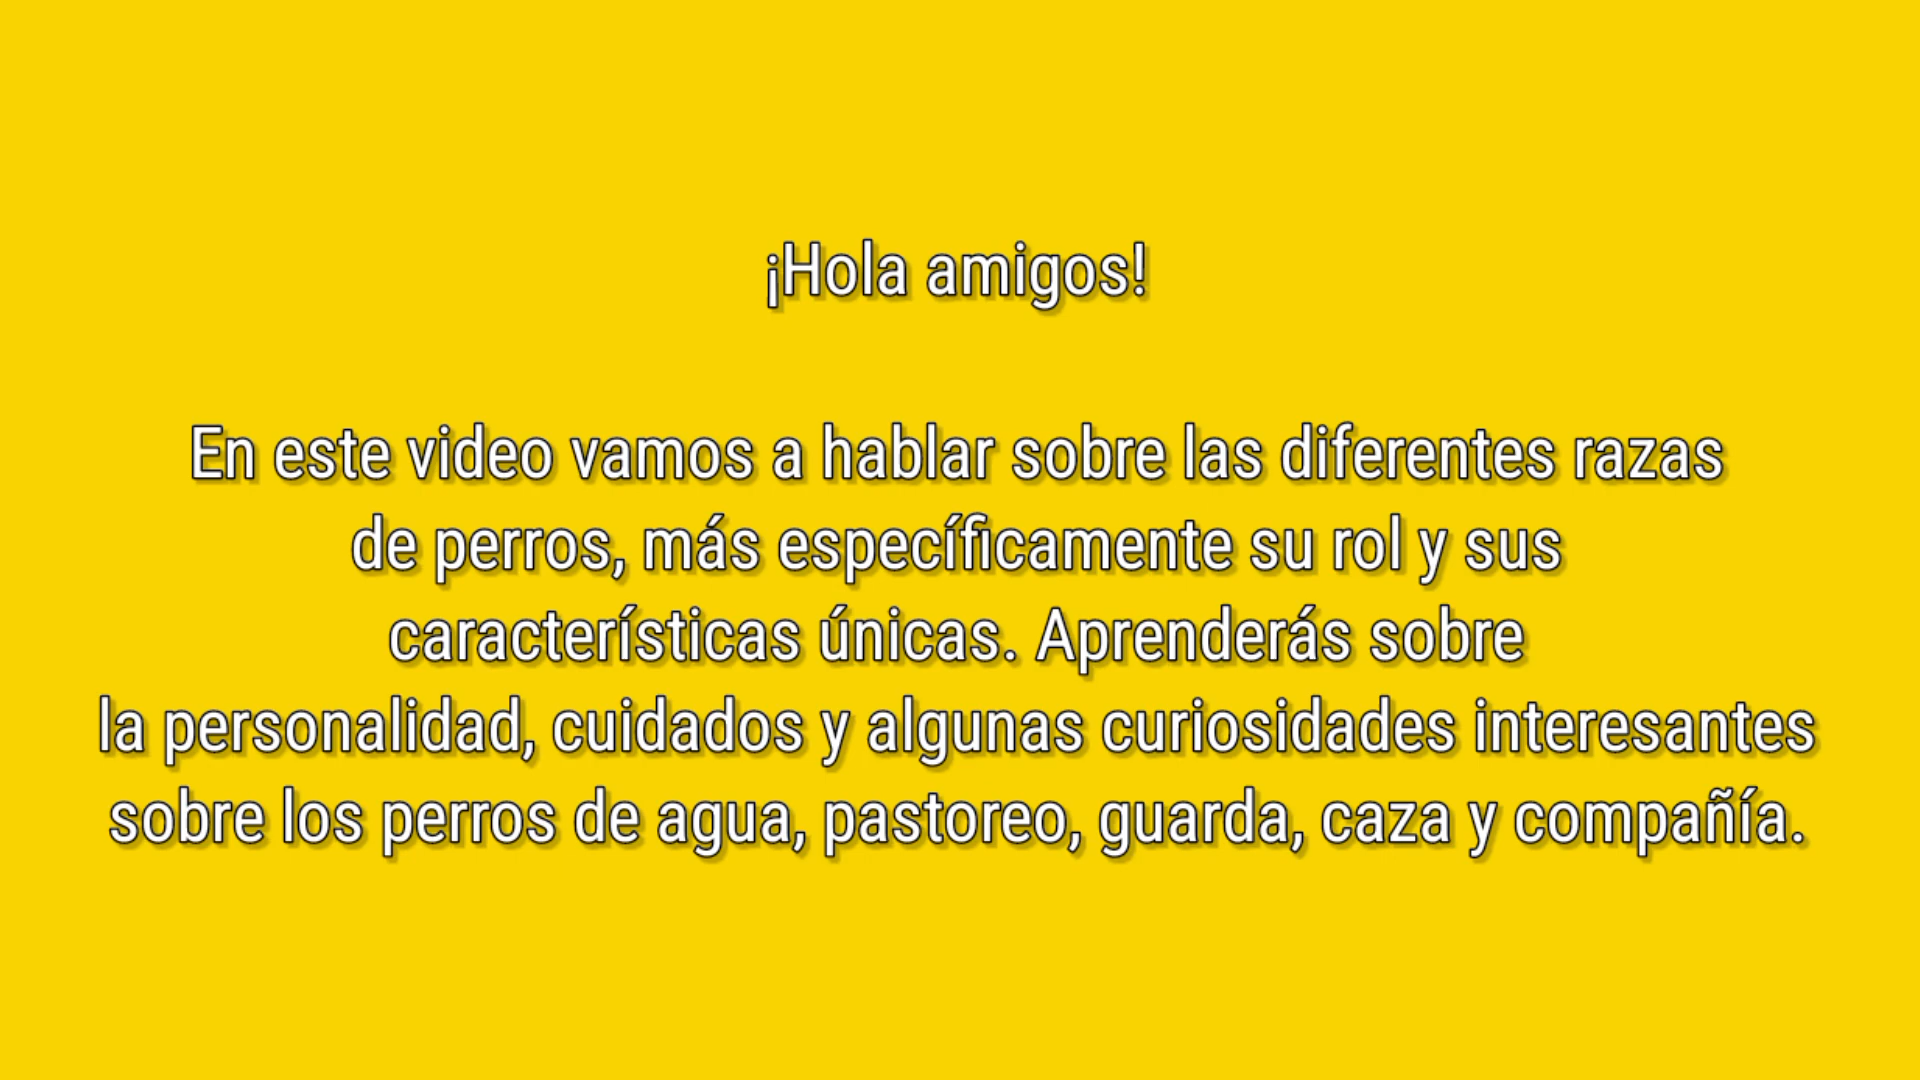 ¡Hola amigos!
En este video vamos a hablar sobre las diferentes razas
de perros, más específicamente su rol y sus
características únicas. Aprenderás sobre
la personalidad, cuidados y algunas curiosidades interesantes
sobre los perros de agua, pastoreo, guarda, caza y compañía.